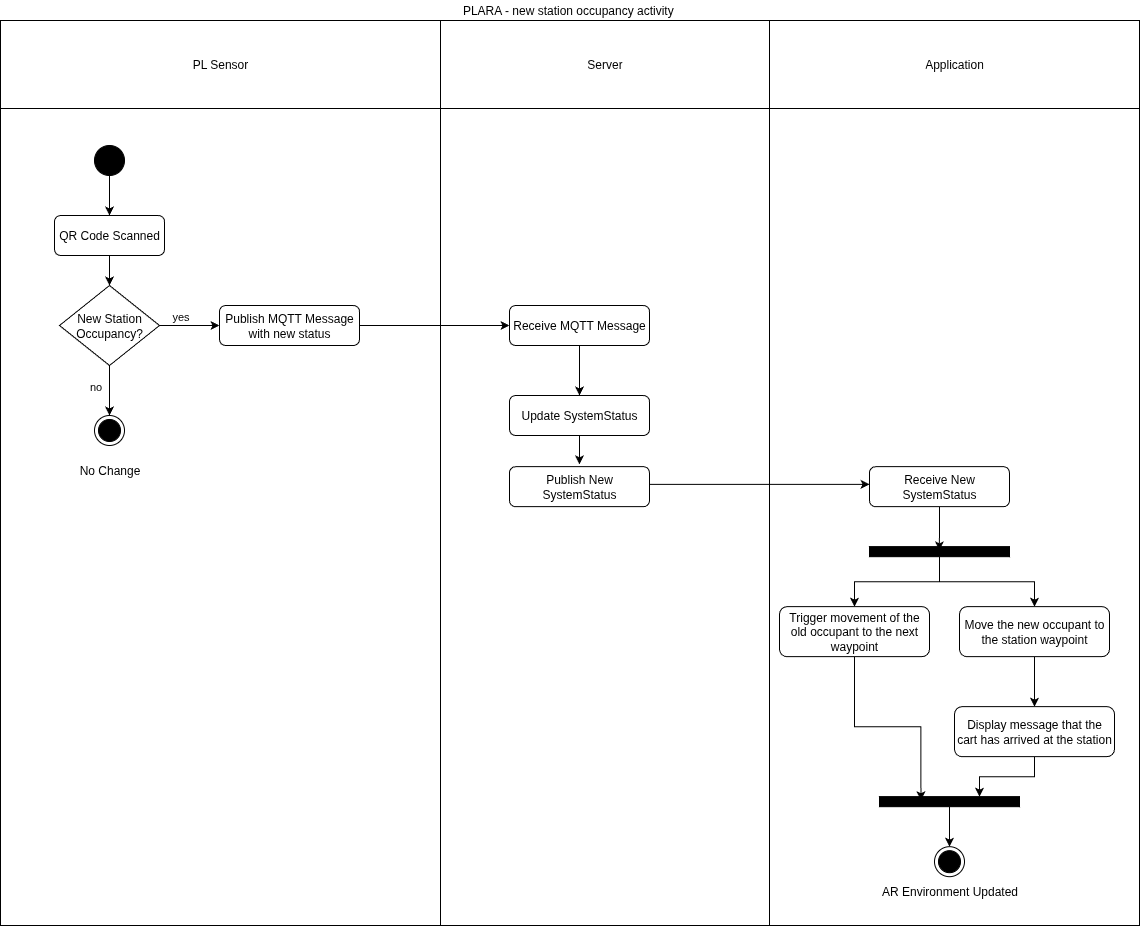 PLARA - new station occupancy activity
PL Sensor
Server
Application
QR Code Scanned
New Station
Occupancy?
yes
no
No Change
Publish MQTT Message
with new status
Receive MQTT Message
Update SystemStatus
Publish New
SystemStatus
Receive New
SystemStatus
Trigger movement of the
old occupant to the next
waypoint
Move the new occupant to
the station waypoint
Display message that the
cart has arrived at the station
AR Environment Updated